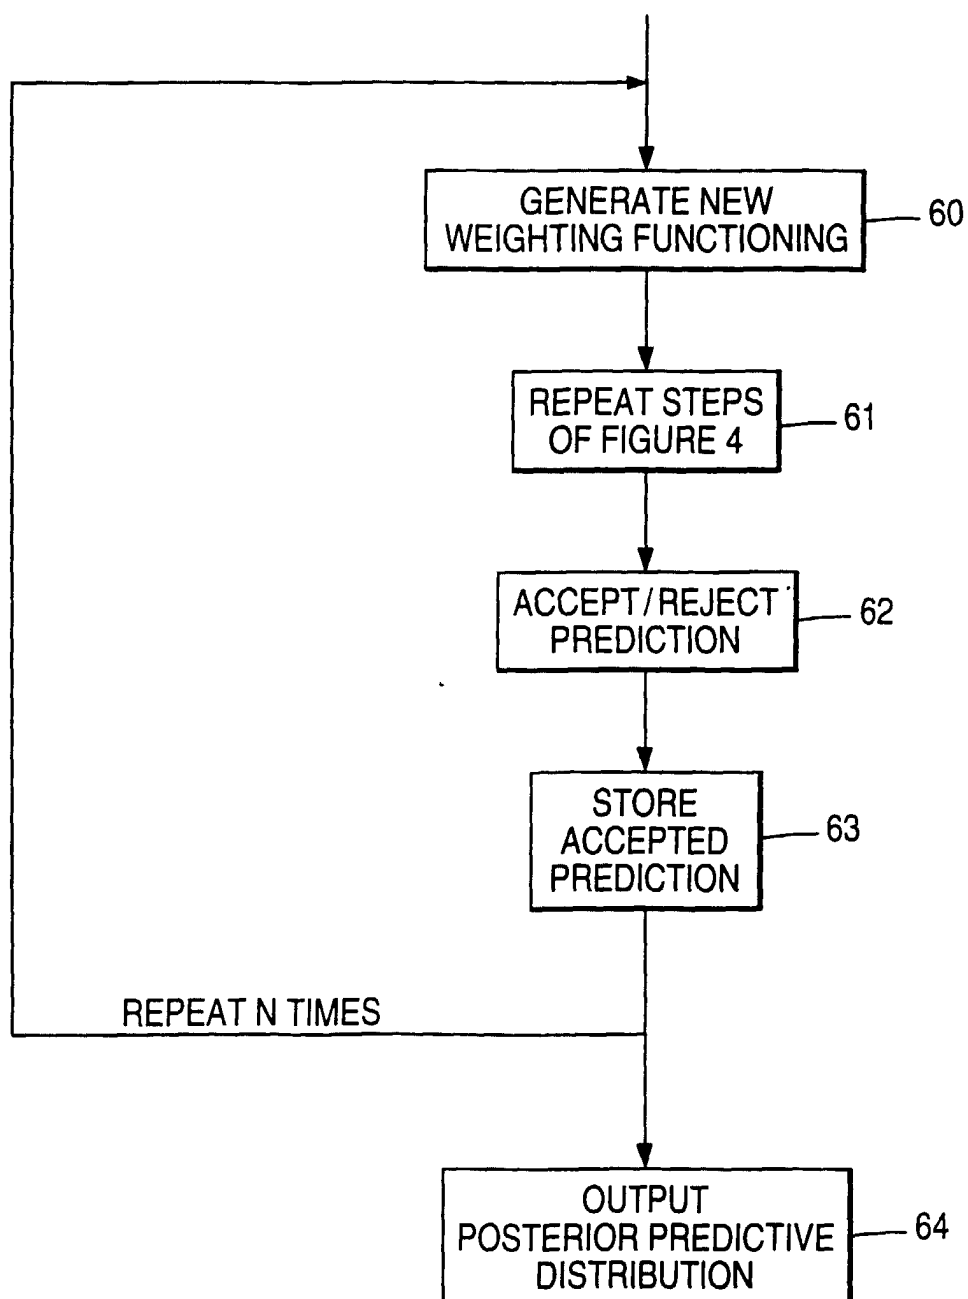 GENERATE NEW
WEIGHTING FUNCTIONING
60
REPEAT STEPS
OF FIGURE 4
61
ACCEPT/REJECT
PREDICTION
62
STORE
ACCEPTED
PREDICTION
63
REPEAT N TIMES
OUTPUT
POSTERIOR PREDICTIVE
DISTRIBUTION
64